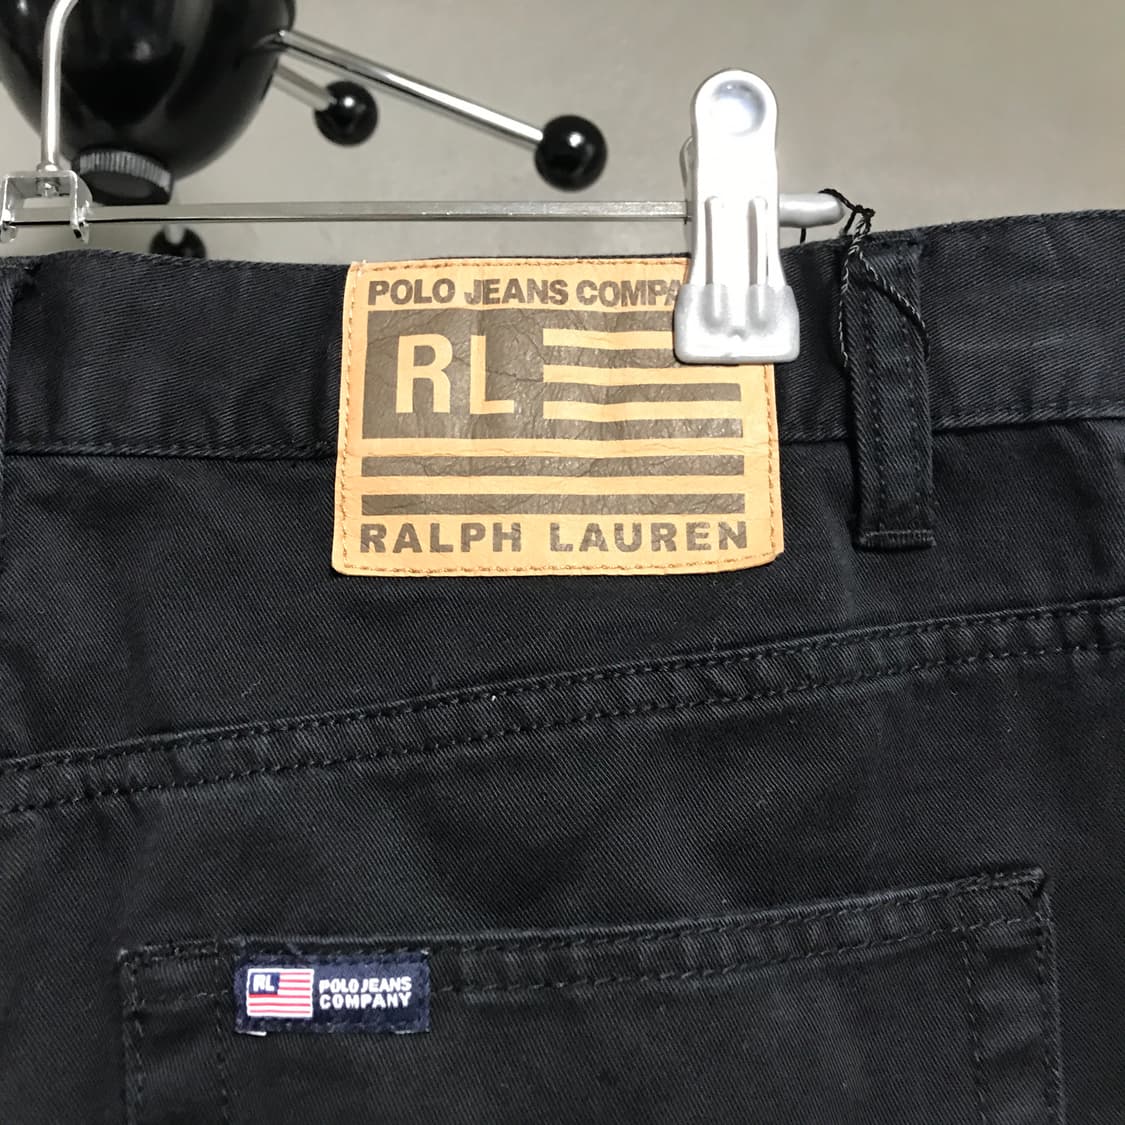 POLO JEANS COMPA
RL
RALPH LAUREN
RL
POLO JEANS
COMPANY